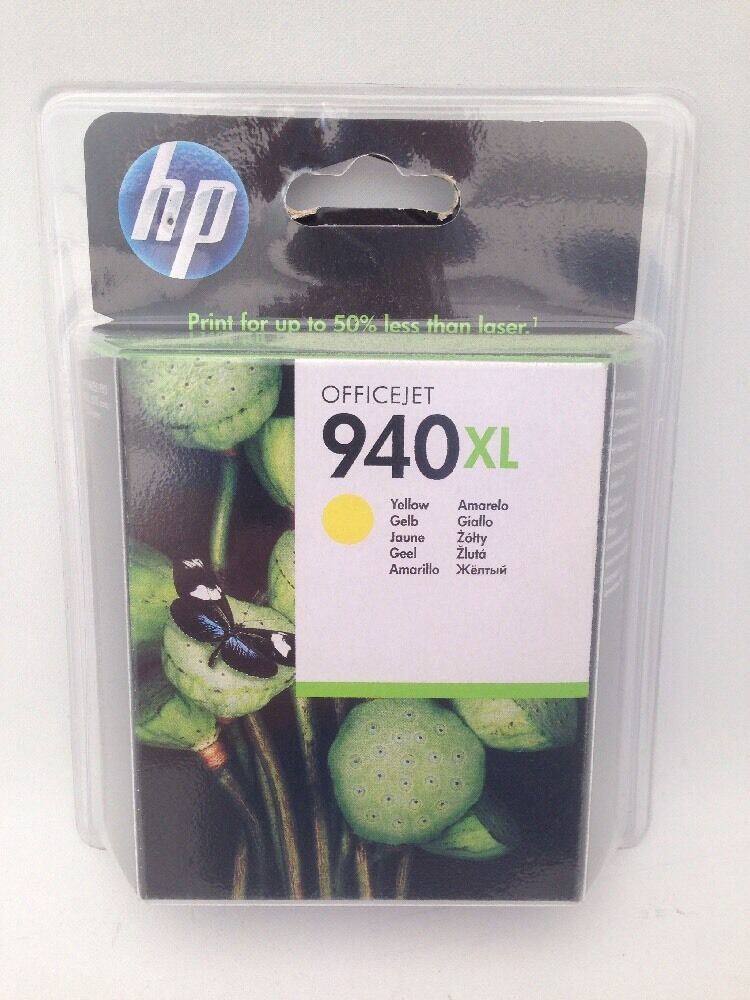 hp
Print for up to 50% less than laser.¹
OFFICEJET
940XL
Yellow Amarelo
Gelb Giallo
Jaune Żółty
Geel Žlutá
Amarillo Жёлтый